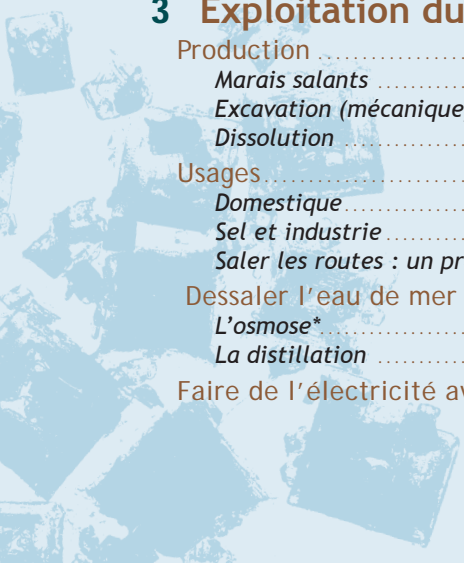 3 Exploitation du
Production ..................
Marais salants ............
Excavation (mécanique
Dissolution ................
Usages........................
Domestique................
Sel et industrie ...........
Saler les routes : un pr
Dessaler l'eau de mer
L'osmose*...................
La distillation ............
Faire de l'électricité av